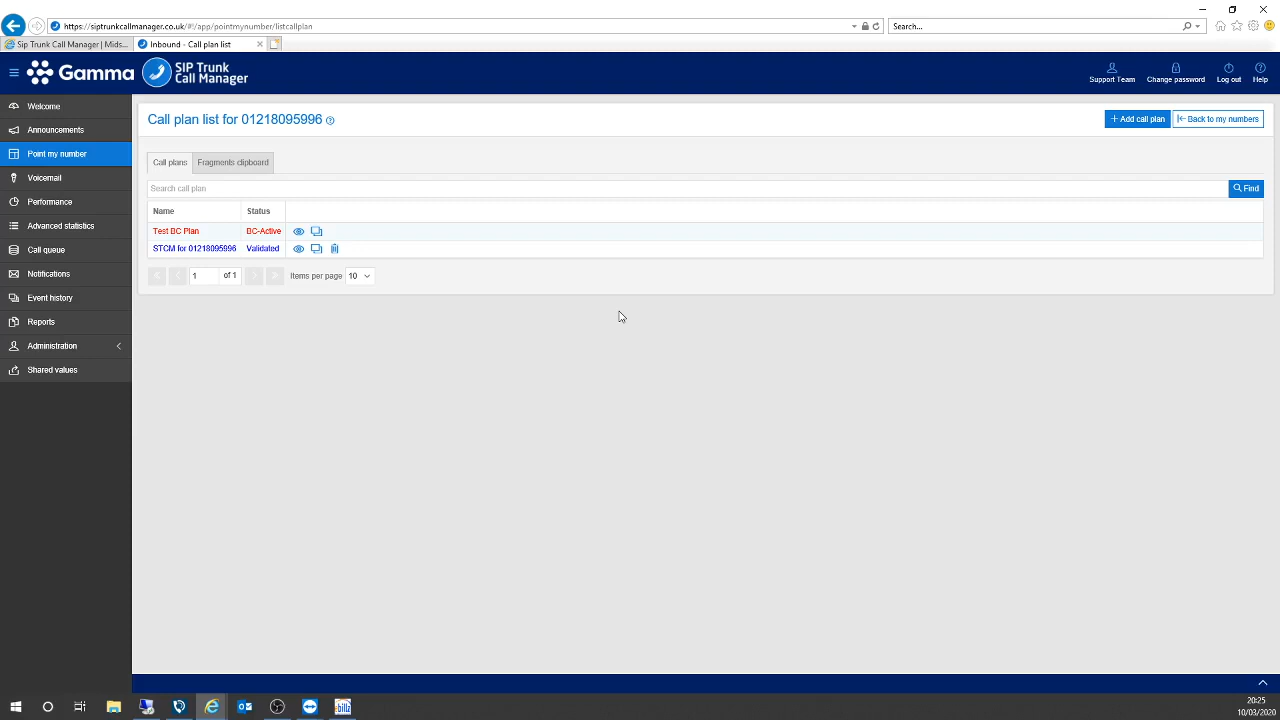 https://siptrunkcallmanager.co.uk/#!/app/pointmynumber/listcallplan
Search...
Sip Trunk Call Manager | Mids...
Inbound - Call plan list
Gamma
SIP Trunk
Call Manager
Support Team
Change password
Log out
Help
Welcome
Announcements
Point my number
Voicemail
Performance
Advanced statistics
Call queue
Notifications
Event history
Reports
Administration
Shared values
Call plan list for 01218095996
Add call plan
Back to my numbers
Call plans
Fragments clipboard
Search call plan
Find
Name
Status
Test BC Plan
BC-Active
STCM for 01218095996
Validated
1
of 1
Items per page
10
20:25
10/03/2020